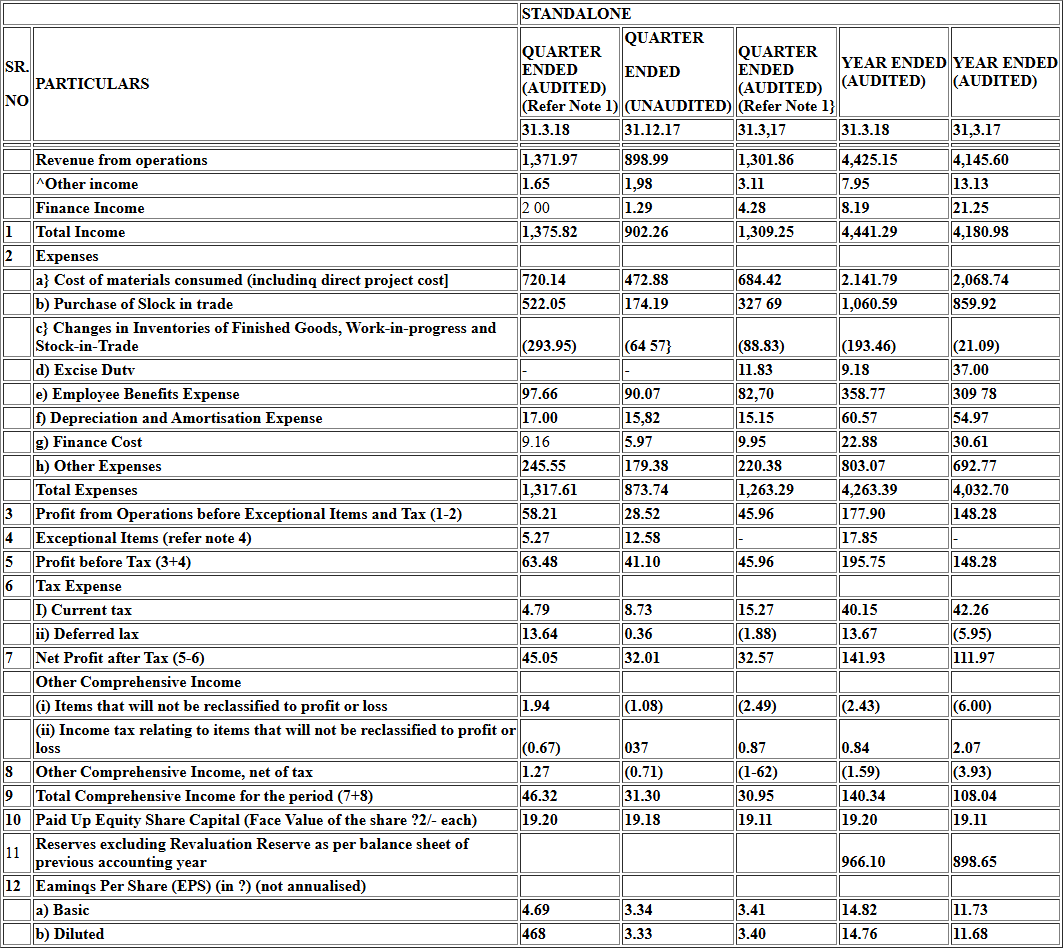 STANDALONE
SR. NO PARTICULARS QUARTER ENDED (AUDITED) (Refer Note 1) QUARTER ENDED (UNAUDITED) QUARTER ENDED (AUDITED) (Refer Note 1} YEAR ENDED (AUDITED) YEAR ENDED (AUDITED)
31.3.18 31.12.17 31.3,17 31.3.18 31,3.17
Revenue from operations 1,371.97 898.99 1,301.86 4,425.15 4,145.60
^Other income 1.65 1,98 3.11 7.95 13.13
Finance Income 2 00 1.29 4.28 8.19 21.25
1 Total Income 1,375.82 902.26 1,309.25 4,441.29 4,180.98
2 Expenses
a} Cost of materials consumed (includinq direct project cost] 720.14 472.88 684.42 2.141.79 2,068.74
b) Purchase of Slock in trade 522.05 174.19 327 69 1,060.59 859.92
c} Changes in Inventories of Finished Goods, Work-in-progress and
Stock-in-Trade (293.95) (64 57} (88.83) (193.46) (21.09)
d) Excise Dutv - - 11.83 9.18 37.00
e) Employee Benefits Expense 97.66 90.07 82,70 358.77 309 78
f) Depreciation and Amortisation Expense 17.00 15,82 15.15 60.57 54.97
g) Finance Cost 9.16 5.97 9.95 22.88 30.61
h) Other Expenses 245.55 179.38 220.38 803.07 692.77
Total Expenses 1,317.61 873.74 1,263.29 4,263.39 4,032.70
3 Profit from Operations before Exceptional Items and Tax (1-2) 58.21 28.52 45.96 177.90 148.28
4 Exceptional Items (refer note 4) 5.27 12.58 - 17.85 -
5 Profit before Tax (3+4) 63.48 41.10 45.96 195.75 148.28
6 Tax Expense
I) Current tax 4.79 8.73 15.27 40.15 42.26
ii) Deferred lax 13.64 0.36 (1.88) 13.67 (5.95)
7 Net Profit after Tax (5-6) 45.05 32.01 32.57 141.93 111.97
Other Comprehensive Income
(i) Items that will not be reclassified to profit or loss 1.94 (1.08) (2.49) (2.43) (6.00)
(ii) Income tax relating to items that will not be reclassified to profit or
loss (0.67) 037 0.87 0.84 2.07
8 Other Comprehensive Income, net of tax 1.27 (0.71) (1-62) (1.59) (3.93)
9 Total Comprehensive Income for the period (7+8) 46.32 31.30 30.95 140.34 108.04
10 Paid Up Equity Share Capital (Face Value of the share ?2/- each) 19.20 19.18 19.11 19.20 19.11
11 Reserves excluding Revaluation Reserve as per balance sheet of
previous accounting year 966.10 898.65
12 Eaminqs Per Share (EPS) (in ?) (not annualised)
a) Basic 4.69 3.34 3.41 14.82 11.73
b) Diluted 468 3.33 3.40 14.76 11.68